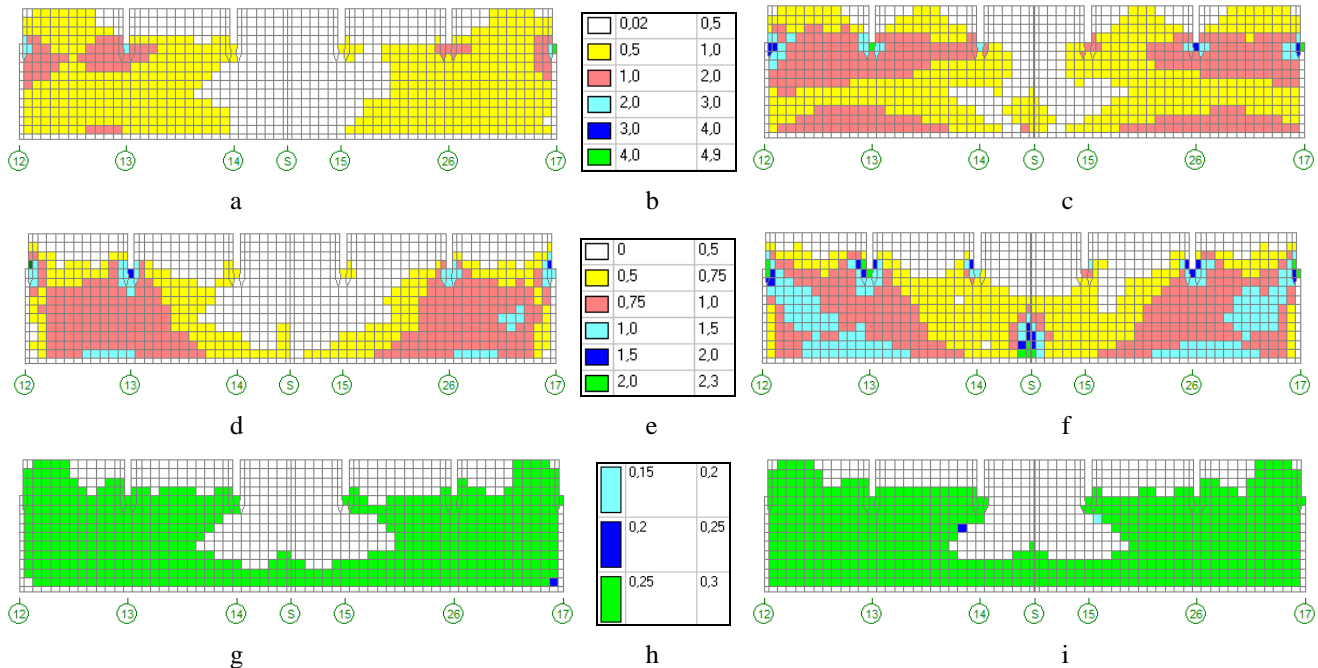 0,02 0,5
0,5 1,0
1,0 2,0
2,0 3,0
3,0 4,0
4,0 4,9
12 13 14 S 15 26 17
12 13 14 S 15 26 17
a b c
0 0,5
0,5 0,75
0,75 1,0
1,0 1,5
1,5 2,0
2,0 2,3
12 13 14 S 15 26 17
12 13 14 S 15 26 17
d e f
0,15 0,2
0,2 0,25
0,25 0,3
12 13 14 S 15 26 17
12 13 14 S 15 26 17
g h i